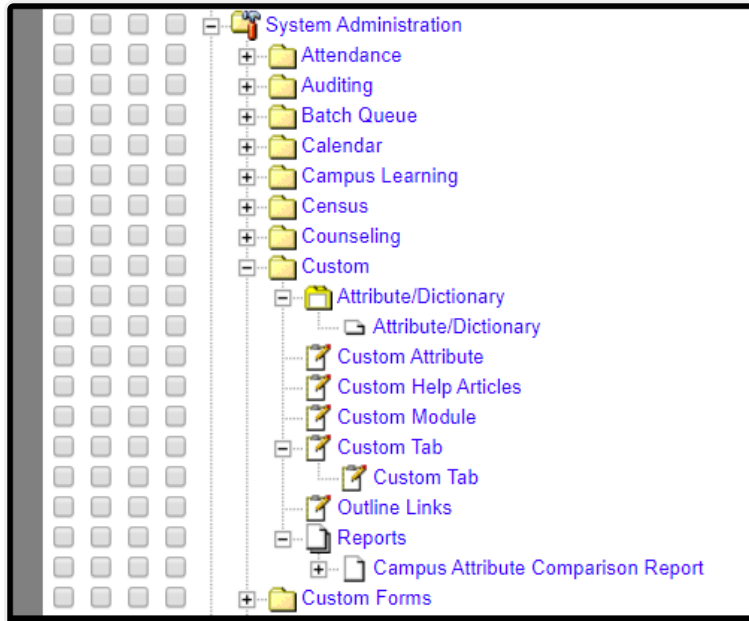 System Administration
Attendance
Auditing
Batch Queue
Calendar
Campus Learning
Census
Counseling
Custom
Attribute/Dictionary
Attribute/Dictionary
Custom Attribute
Custom Help Articles
Custom Module
Custom Tab
Custom Tab
Outline Links
Reports
Campus Attribute Comparison Report
Custom Forms